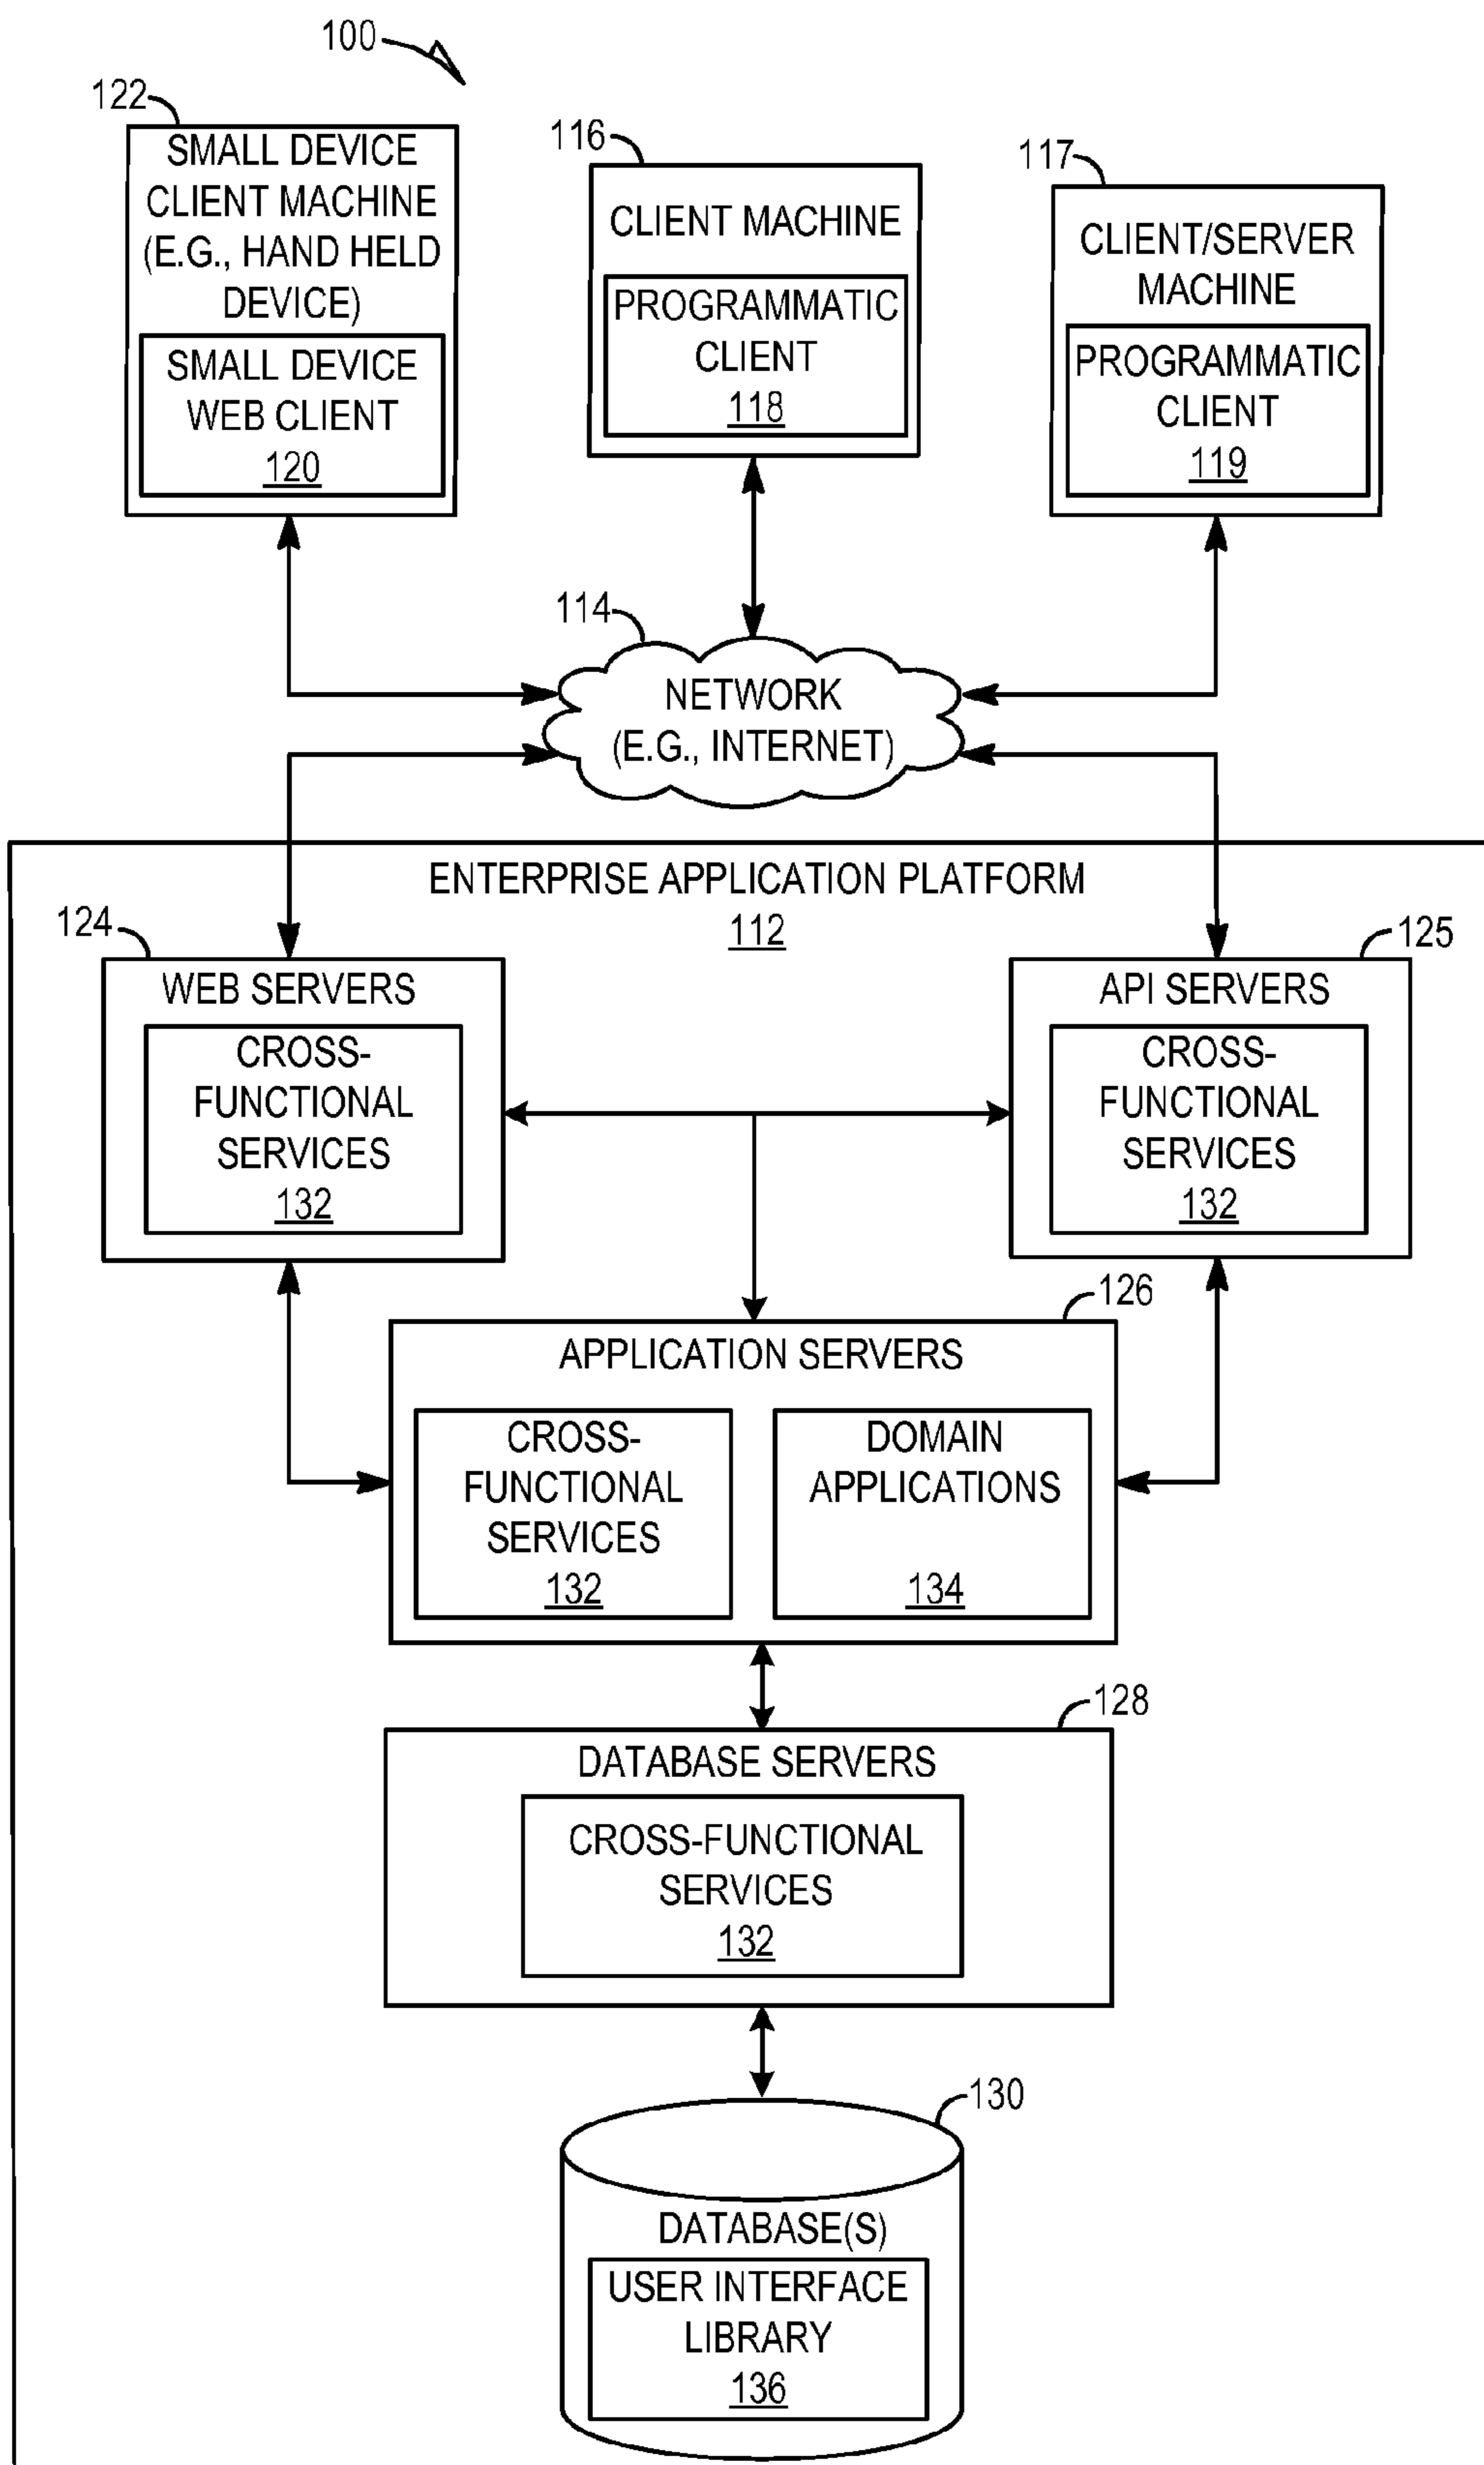 100
122
SMALL DEVICE
CLIENT MACHINE
(E.G., HAND HELD
DEVICE)
SMALL DEVICE
WEB CLIENT
120
116
CLIENT MACHINE
PROGRAMMATIC
CLIENT
118
117
CLIENT/SERVER
MACHINE
PROGRAMMATIC
CLIENT
119
114
NETWORK
(E.G., INTERNET)
ENTERPRISE APPLICATION PLATFORM
112
124
WEB SERVERS
CROSS-
FUNCTIONAL
SERVICES
132
125
API SERVERS
CROSS-
FUNCTIONAL
SERVICES
132
126
APPLICATION SERVERS
CROSS-
FUNCTIONAL
SERVICES
132
DOMAIN
APPLICATIONS
134
128
DATABASE SERVERS
CROSS-FUNCTIONAL
SERVICES
132
130
DATABASE(S)
USER INTERFACE
LIBRARY
136